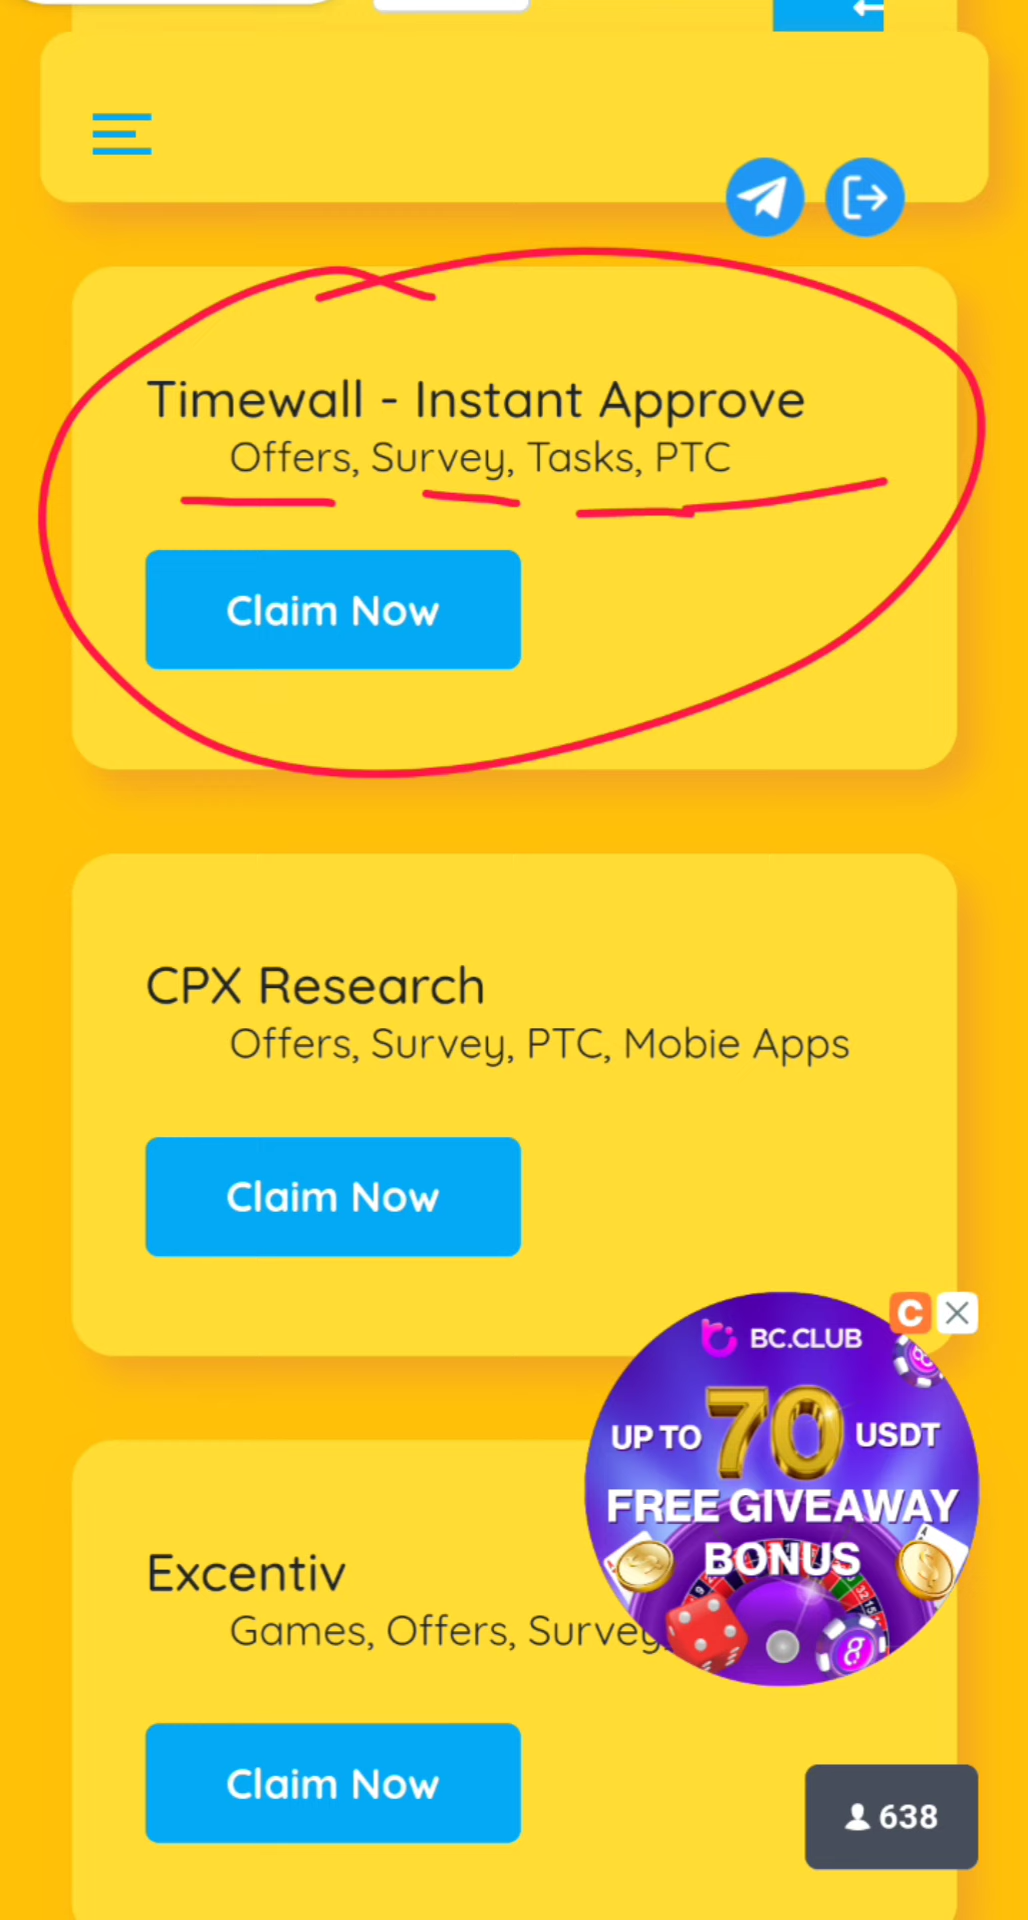 Timewall - Instant Approve
Offers, Survey, Tasks, PTC
Claim Now
CPX Research
Offers, Survey, PTC, Mobie Apps
Claim Now
C
BC.CLUB
UP TO 70 USDT
FREE GIVEAWAY
BONUS
Excentiv
Games, Offers, Survey,
Claim Now
638